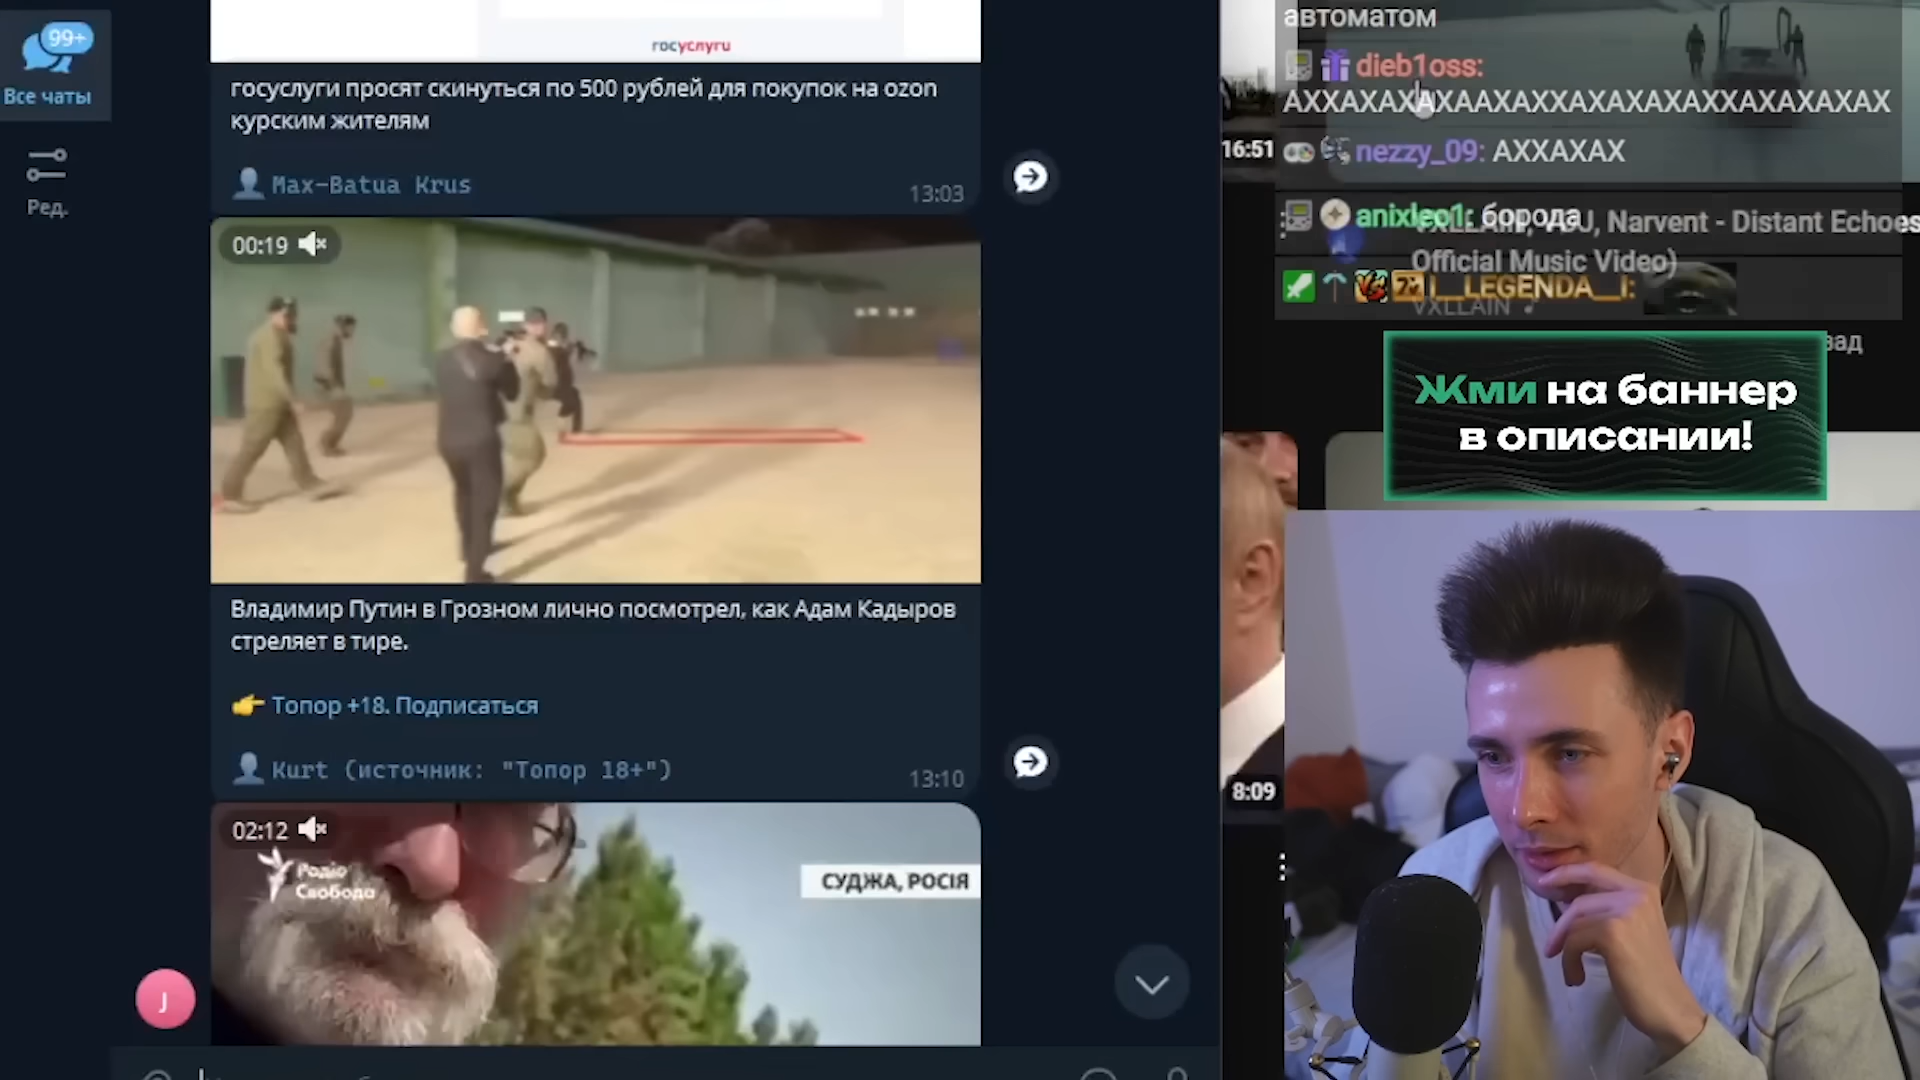 99+
Все чаты
Ред.
госуслуги
госуслуги просят скинуться по 500 рублей для покупок на ozon
курским жителям
Max-Batua Krus
13:03
00:19
Владимир Путин в Грозном лично посмотрел, как Адам Кадыров
стреляет в тире.
Топор +18. Подписаться
Kurt (источник: "Топор 18+")
13:10
02:12
Радіо
Свобода
СУДЖА, РОСІЯ
J
автоматом
dieb1oss:
АХХАХАХАХААХАХХАХАХАХАХХАХАХАХАХ
16:51
nezzy_09: АХХАХАХ
anixleo1: борода
Narvent - Distant Echoes
Official Music Video)
I__LEGENDA__I:
VXLLAIN
зад
Жми на баннер
в описании!
8:09